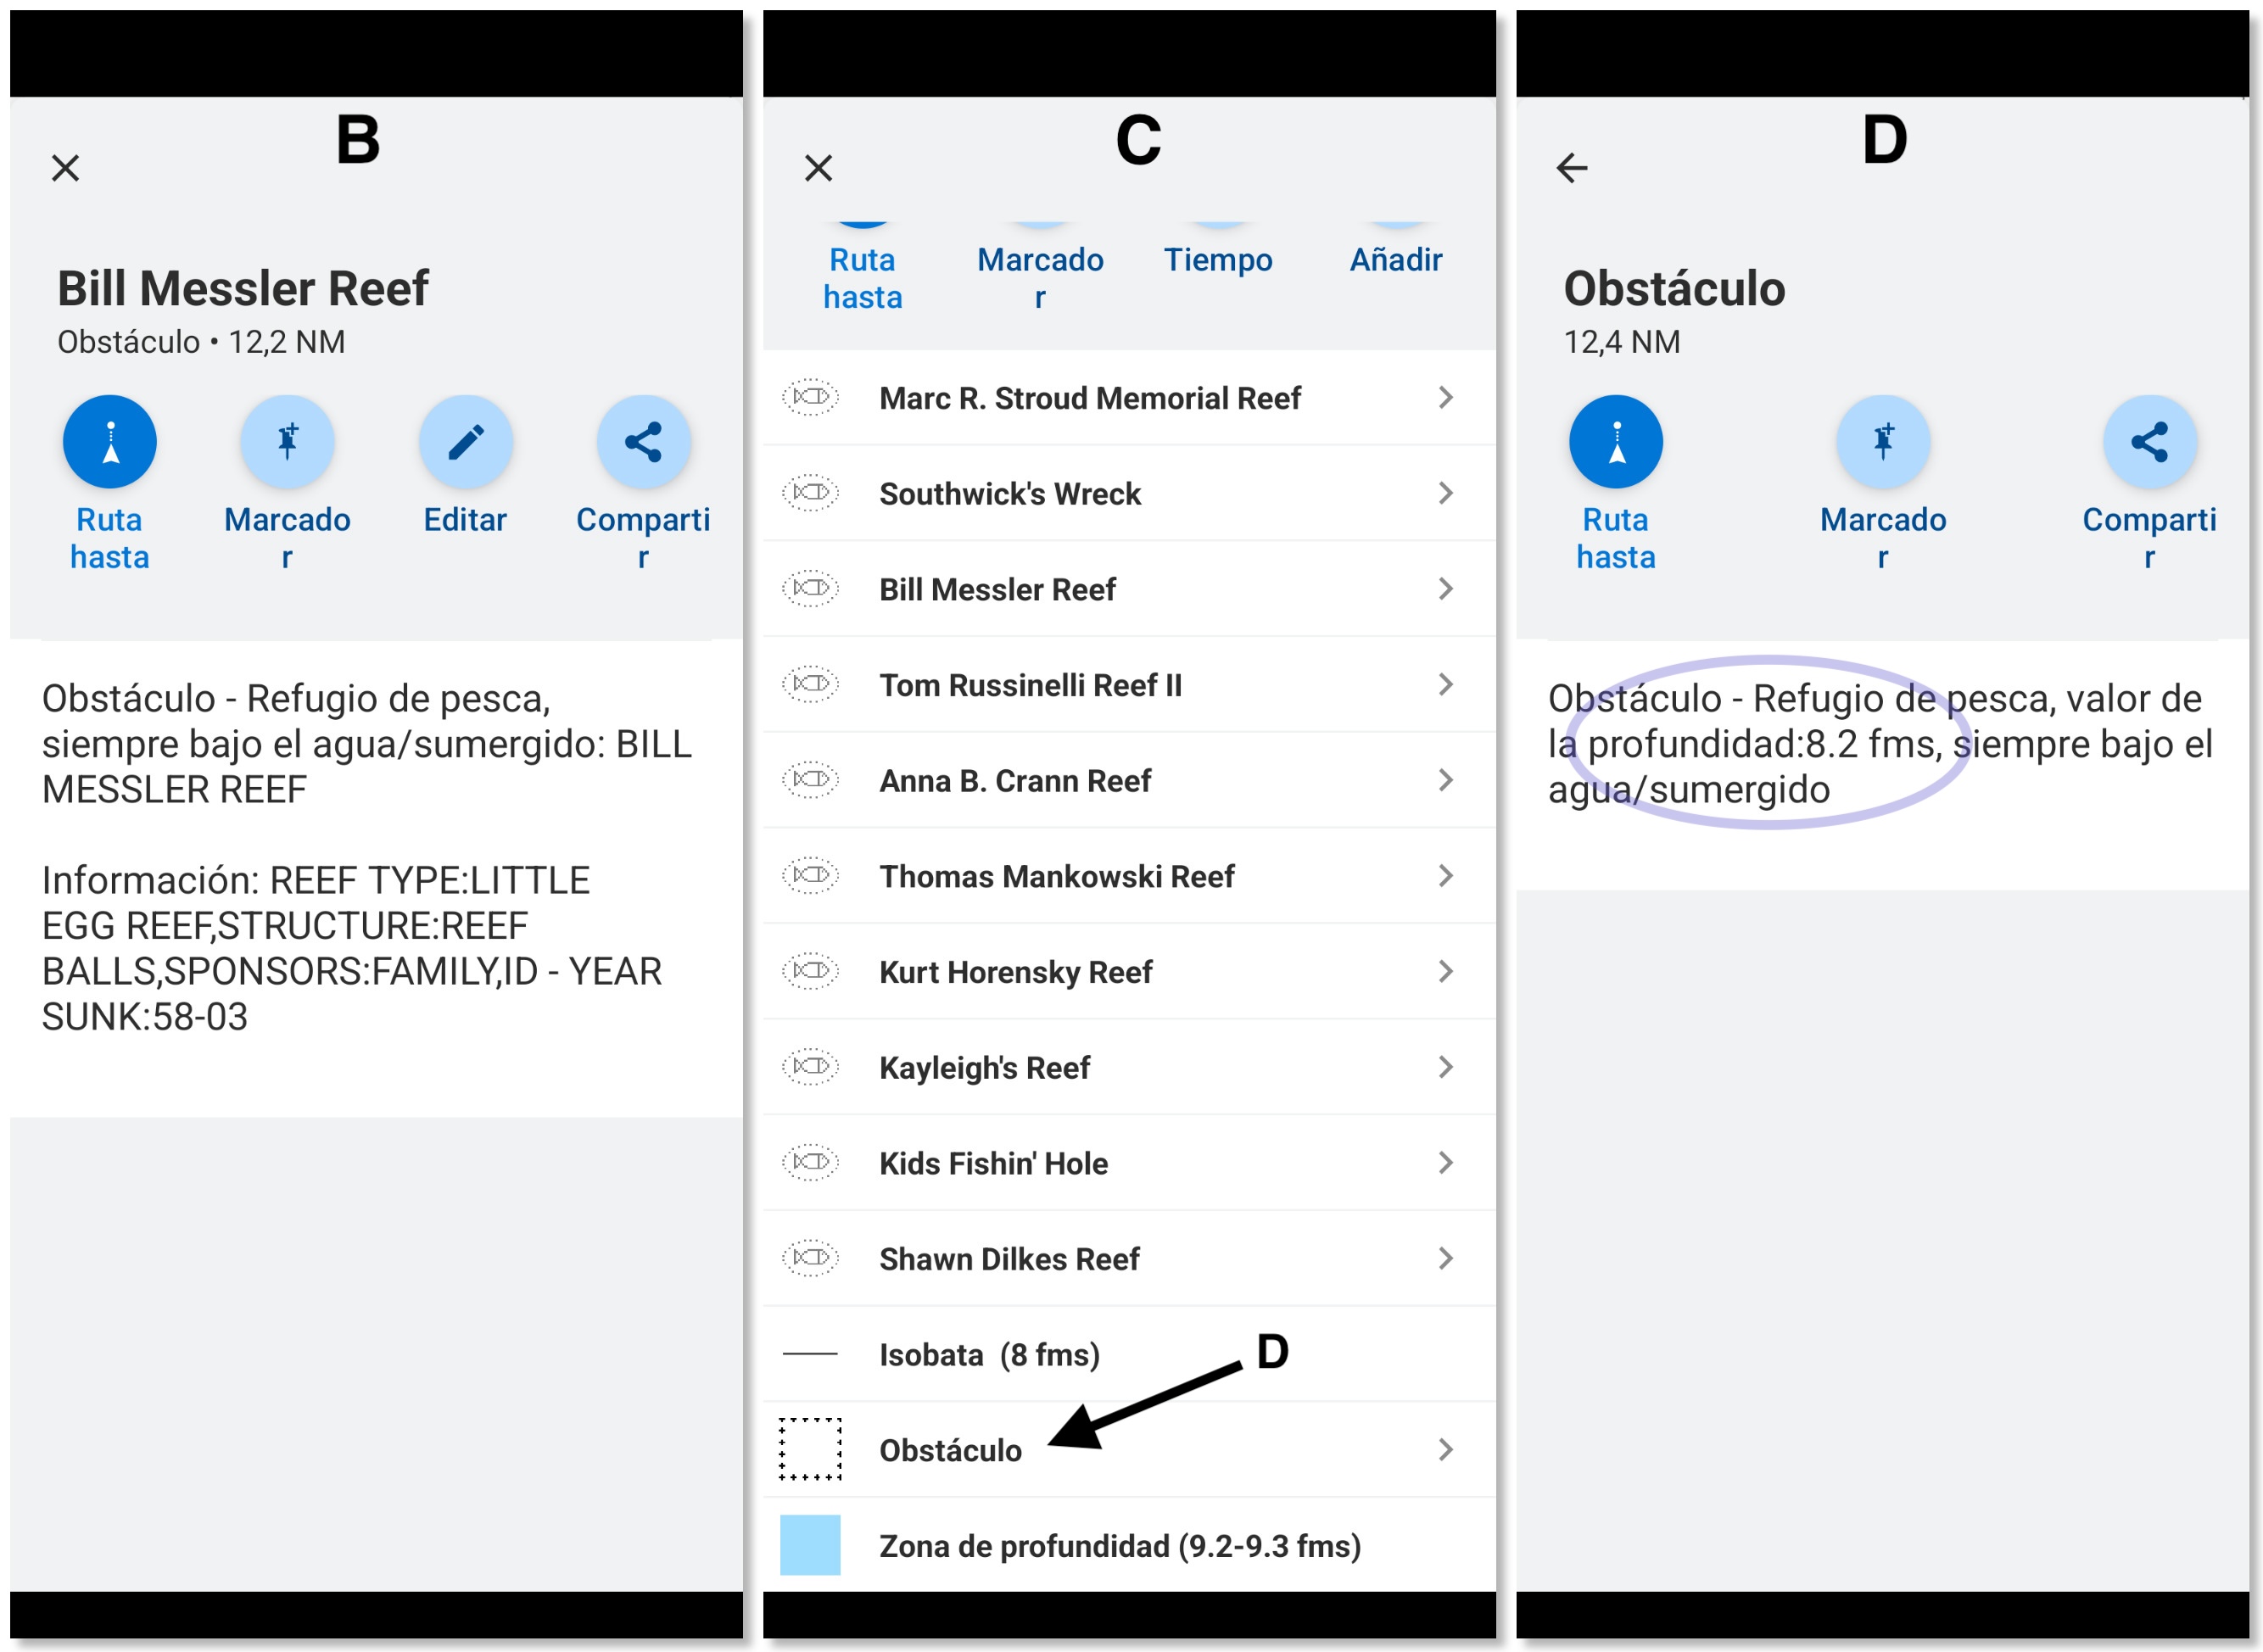 B
Bill Messler Reef
Obstáculo • 12,2 NM
Ruta
hasta
Marcado
r
Editar
Comparti
r
Obstáculo - Refugio de pesca,
siempre bajo el agua/sumergido: BILL
MESSLER REEF
Información: REEF TYPE:LITTLE
EGG REEF,STRUCTURE:REEF
BALLS,SPONSORS:FAMILY,ID - YEAR
SUNK:58-03
C
Ruta
hasta
Marcado
r
Tiempo
Añadir
Marc R. Stroud Memorial Reef
Southwick's Wreck
Bill Messler Reef
Tom Russinelli Reef II
Anna B. Crann Reef
Thomas Mankowski Reef
Kurt Horensky Reef
Kayleigh's Reef
Kids Fishin' Hole
Shawn Dilkes Reef
Isobata (8 fms)
D
Obstáculo
Zona de profundidad (9.2-9.3 fms)
D
Obstáculo
12,4 NM
Ruta
hasta
Marcado
r
Comparti
r
Obstáculo - Refugio de pesca, valor de
la profundidad:8.2 fms, siempre bajo el
agua/sumergido